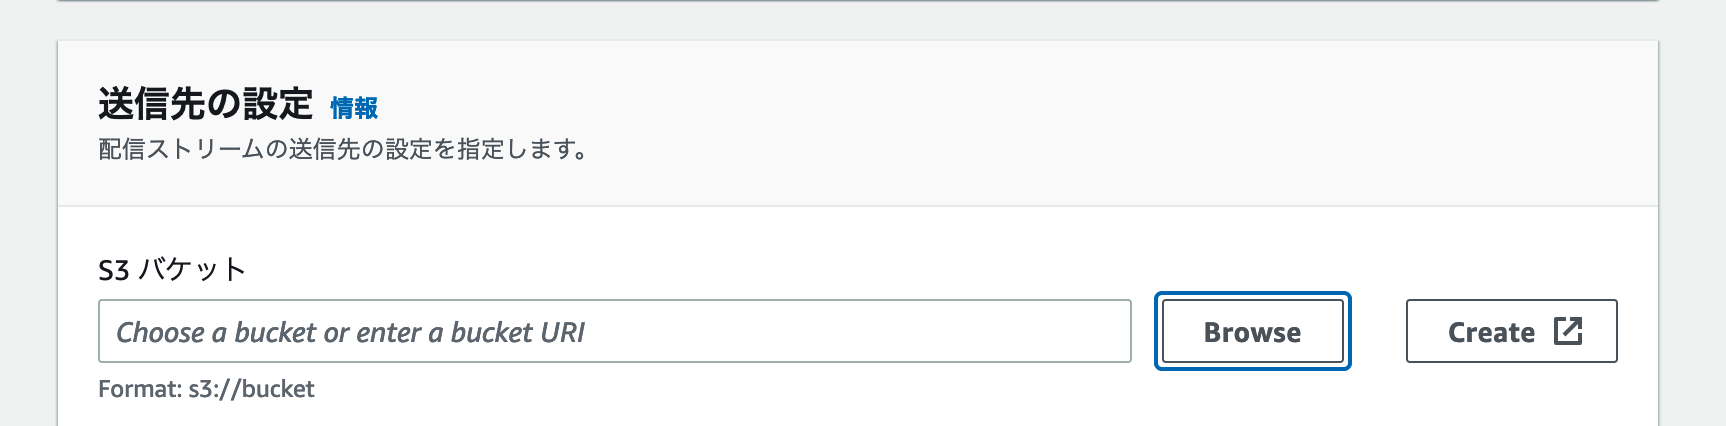 送信先の設定 情報
配信ストリームの送信先の設定を指定します。
S3 バケット
Choose a bucket or enter a bucket URI Browse Create
Format: s3://bucket